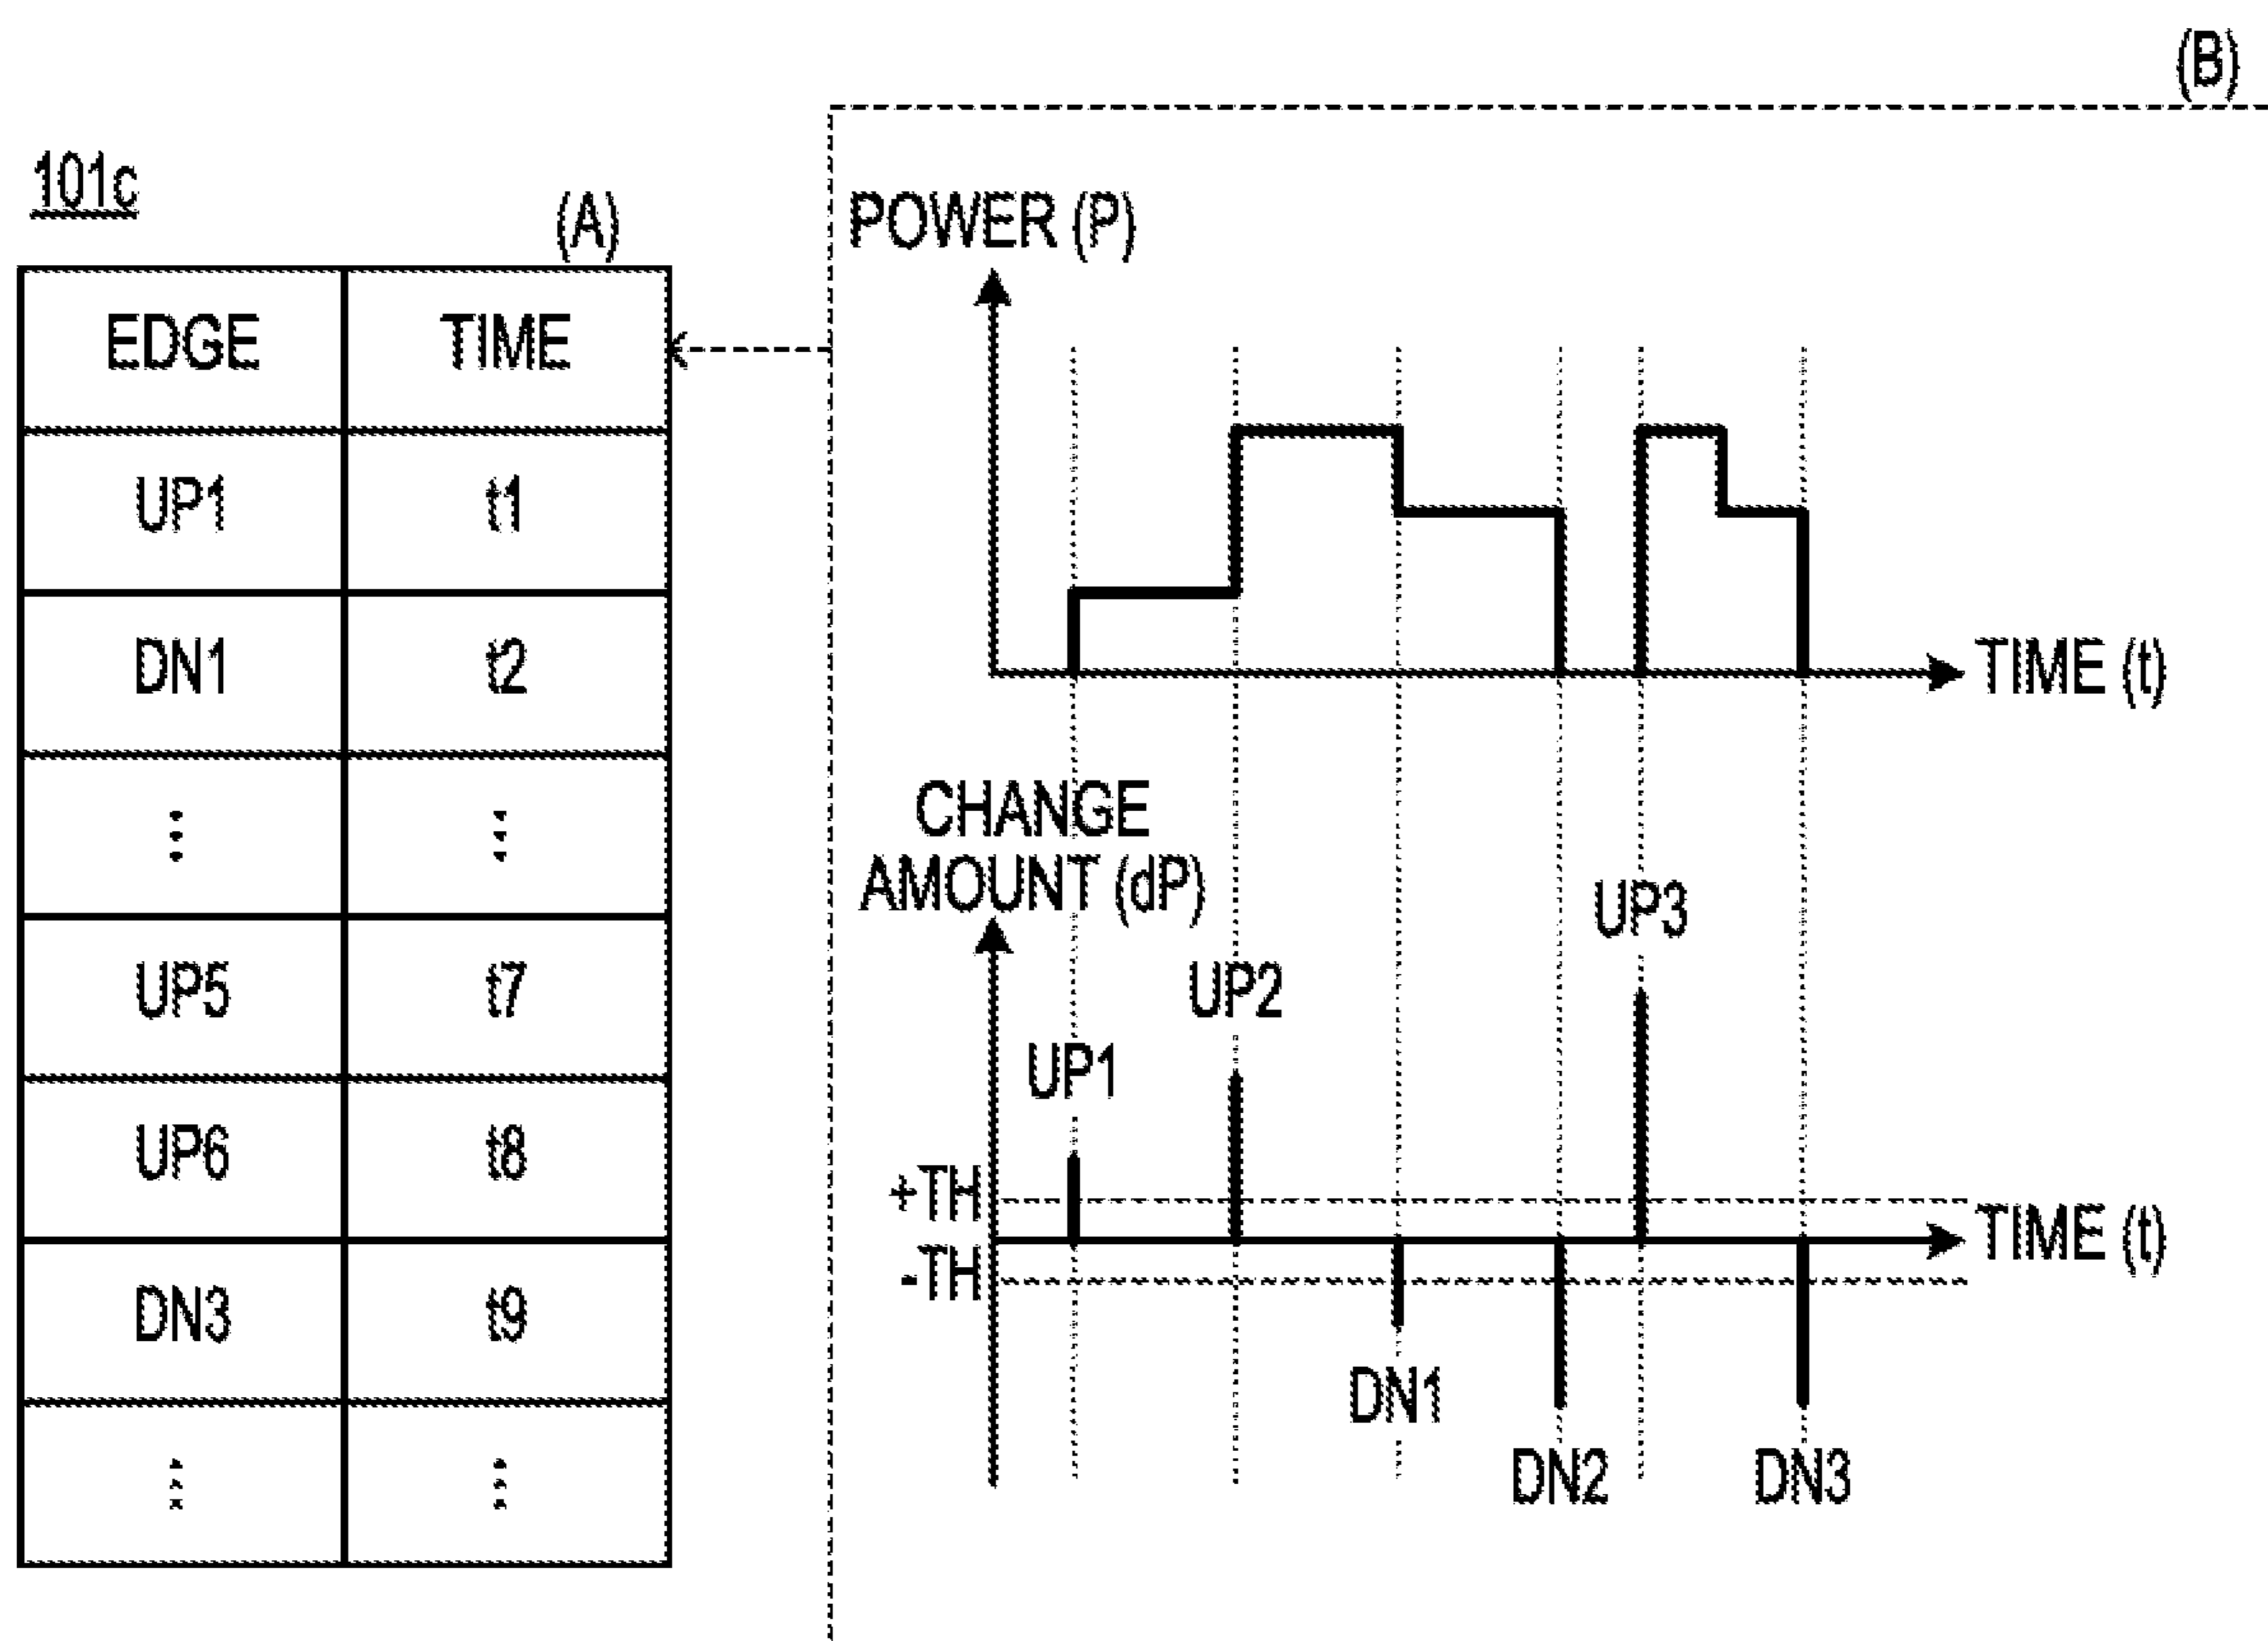 (B)
101c
(A)
EDGE TIME
UP1 t1
DN1 t2
⋮ ⋮
UP5 t7
UP6 t8
DN3 t9
⋮ ⋮
POWER (P)
TIME (t)
CHANGE
AMOUNT (dP)
UP3
UP2
UP1
+TH
-TH
TIME (t)
DN1
DN2
DN3